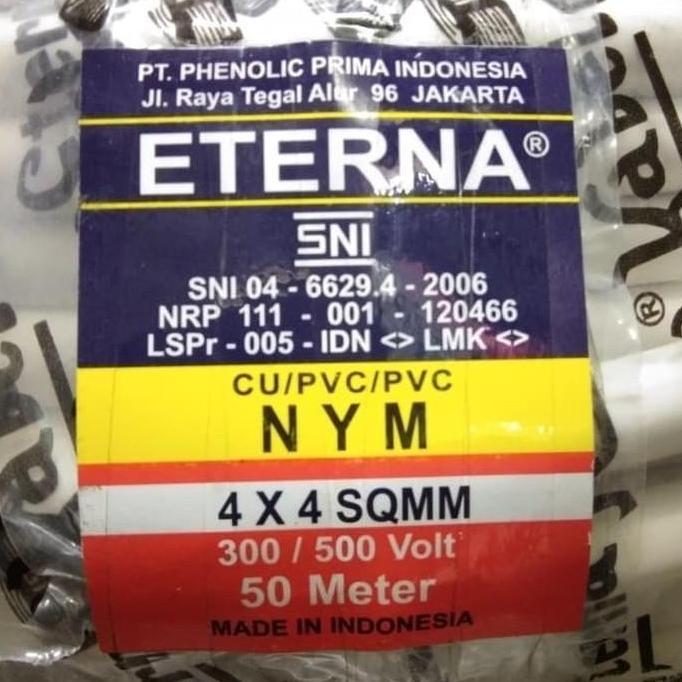 PT. PHENOLIC PRIMA INDONESIA
Jl. Raya Tegal Alur 96 JAKARTA
ETERNA®
SNI
SNI 04 - 6629.4 - 2006
NRP 111 - 001 - 120466
LSPr - 005 - IDN <> LMK <>
CU/PVC/PVC
NYM
4 X 4 SQMM
300 / 500 Volt
50 Meter
MADE IN INDONESIA